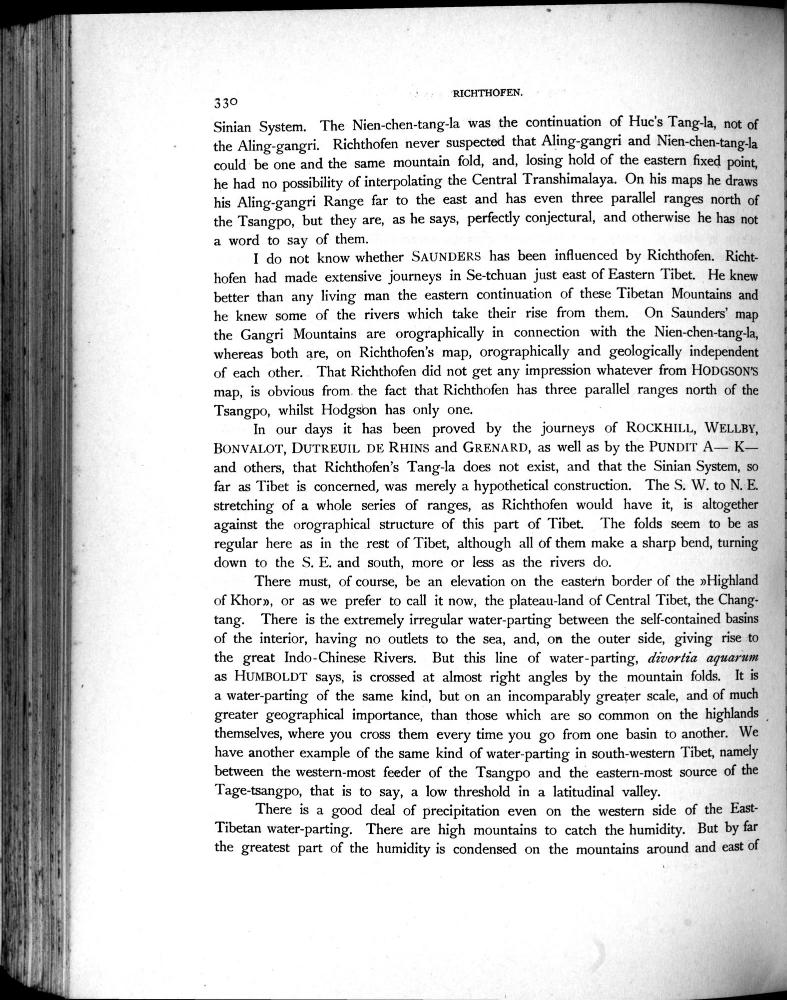 330
RICHTHOFEN.
Sinian System. The Nien-chen-tang-la was the continuation of Huc's Tang-la, not of
the Aling-gangri. Richthofen never suspected that Aling-gangri and Nien-chen-tang-la
could be one and the same mountain fold, and, losing hold of the eastern fixed point,
he had no possibility of interpolating the Central Transhimalaya. On his maps he draws
his Aling-gangri Range far to the east and has even three parallel ranges north of
the Tsangpo, but they are, as he says, perfectly conjectural, and otherwise he has not
a word to say of them.
I do not know whether SAUNDERS has been influenced by Richthofen. Richt-
hofen had made extensive journeys in Se-tchuan just east of Eastern Tibet. He knew
better than any living man the eastern continuation of these Tibetan Mountains and
he knew some of the rivers which take their rise from them. On Saunders' map
the Gangri Mountains are orographically in connection with the Nien-chen-tang-la,
whereas both are, on Richthofen's map, orographically and geologically independent
of each other. That Richthofen did not get any impression whatever from HODGSON'S
map, is obvious from the fact that Richthofen has three parallel ranges north of the
Tsangpo, whilst Hodgson has only one.
In our days it has been proved by the journeys of ROCKHILL, WELLBY,
BONVALOT, DUTREUIL DE RHINS and GRENARD, as well as by the PUNDIT A— K—
and others, that Richthofen's Tang-la does not exist, and that the Sinian System, so
far as Tibet is concerned, was merely a hypothetical construction. The S. W. to N. E.
stretching of a whole series of ranges, as Richthofen would have it, is altogether
against the orographical structure of this part of Tibet. The folds seem to be as
regular here as in the rest of Tibet, although all of them make a sharp bend, turning
down to the S. E. and south, more or less as the rivers do.
There must, of course, be an elevation on the eastern border of the »Highland
of Khor», or as we prefer to call it now, the plateau-land of Central Tibet, the Chang-
tang. There is the extremely irregular water-parting between the self-contained basins
of the interior, having no outlets to the sea, and, on the outer side, giving rise to
the great Indo-Chinese Rivers. But this line of water-parting, divortia aquarum
as HUMBOLDT says, is crossed at almost right angles by the mountain folds. It is
a water-parting of the same kind, but on an incomparably greater scale, and of much
greater geographical importance, than those which are so common on the highlands
themselves, where you cross them every time you go from one basin to another. We
have another example of the same kind of water-parting in south-western Tibet, namely
between the western-most feeder of the Tsangpo and the eastern-most source of the
Tage-tsangpo, that is to say, a low threshold in a latitudinal valley.
There is a good deal of precipitation even on the western side of the East-
Tibetan water-parting. There are high mountains to catch the humidity. But by far
the greatest part of the humidity is condensed on the mountains around and east of